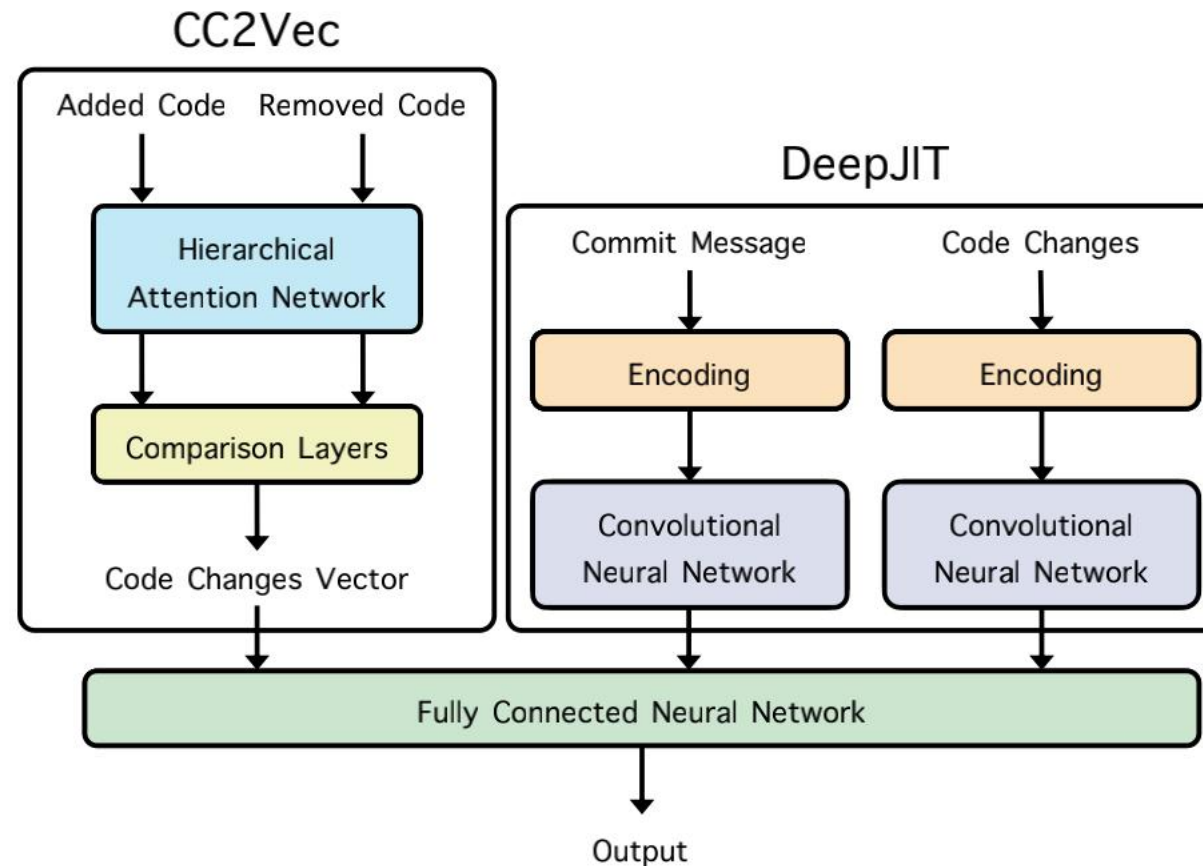 CC2Vec
Added Code
Removed Code
Hierarchical
Attention Network
Comparison Layers
Code Changes Vector
DeepJIT
Commit Message
Code Changes
Encoding
Encoding
Convolutional
Neural Network
Convolutional
Neural Network
Fully Connected Neural Network
Output